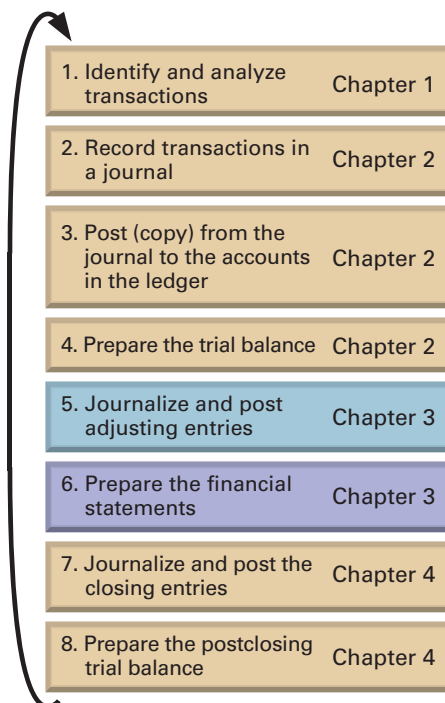 1. Identify and analyze
transactions
Chapter 1
2. Record transactions in
a journal
Chapter 2
3. Post (copy) from the
journal to the accounts
in the ledger
Chapter 2
4. Prepare the trial balance
Chapter 2
5. Journalize and post
adjusting entries
Chapter 3
6. Prepare the financial
statements
Chapter 3
7. Journalize and post the
closing entries
Chapter 4
8. Prepare the postclosing
trial balance
Chapter 4